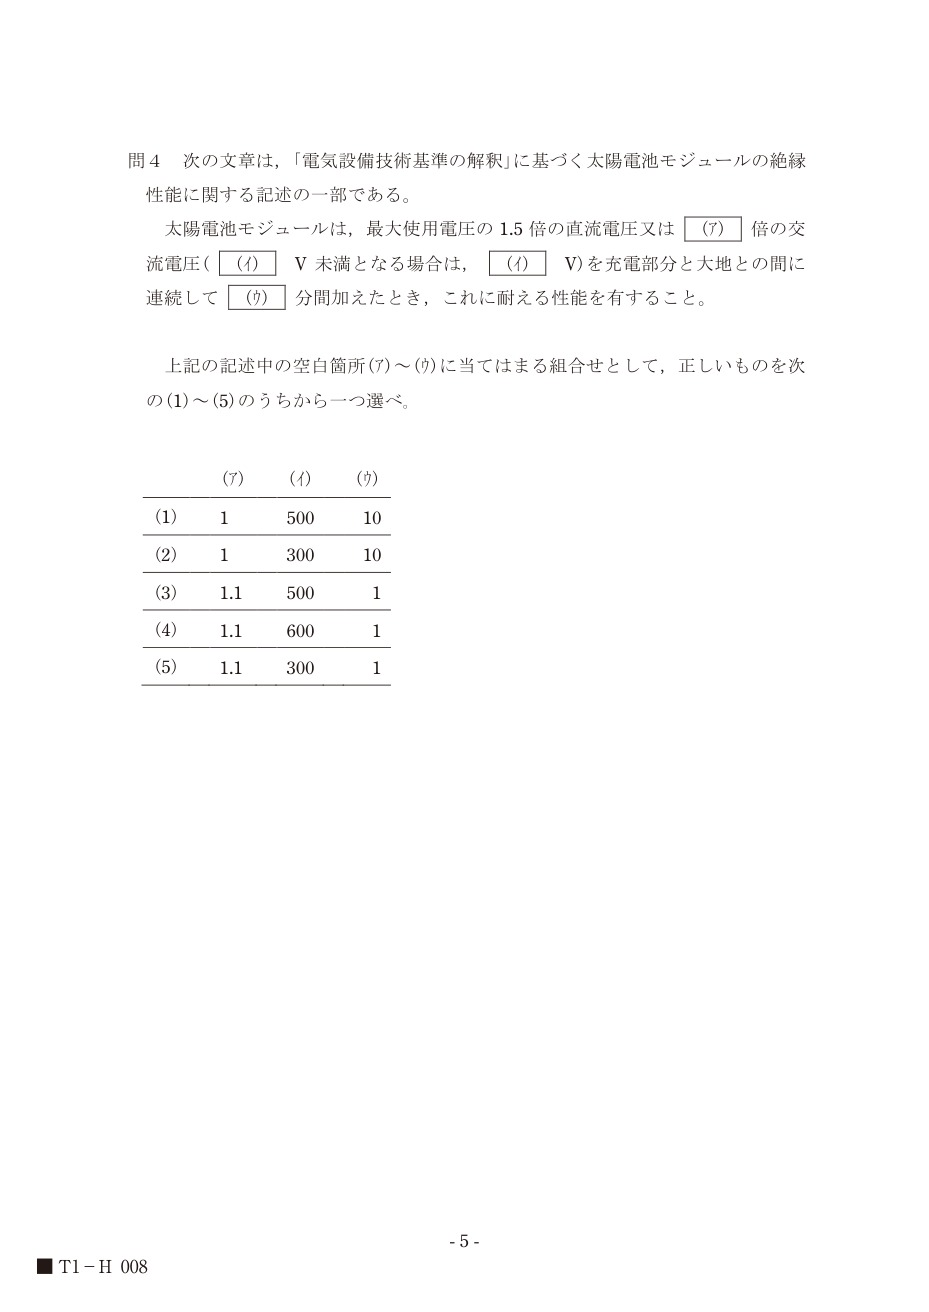 問４　次の文章は，「電気設備技術基準の解釈」に基づく太陽電池モジュールの絶縁
性能に関する記述の一部である。
太陽電池モジュールは，最大使用電圧の 1.5 倍の直流電圧又は (ア) 倍の交
流電圧( (イ) V 未満となる場合は， (イ) V)を充電部分と大地との間に
連続して (ウ) 分間加えたとき，これに耐える性能を有すること。
上記の記述中の空白箇所(ア)～(ウ)に当てはまる組合せとして，正しいものを次
の(1)～(5)のうちから一つ選べ。
(ア) (イ) (ウ)
(1) 1 500 10
(2) 1 300 10
(3) 1.1 500 1
(4) 1.1 600 1
(5) 1.1 300 1
- 5 -
■ T1－H 008